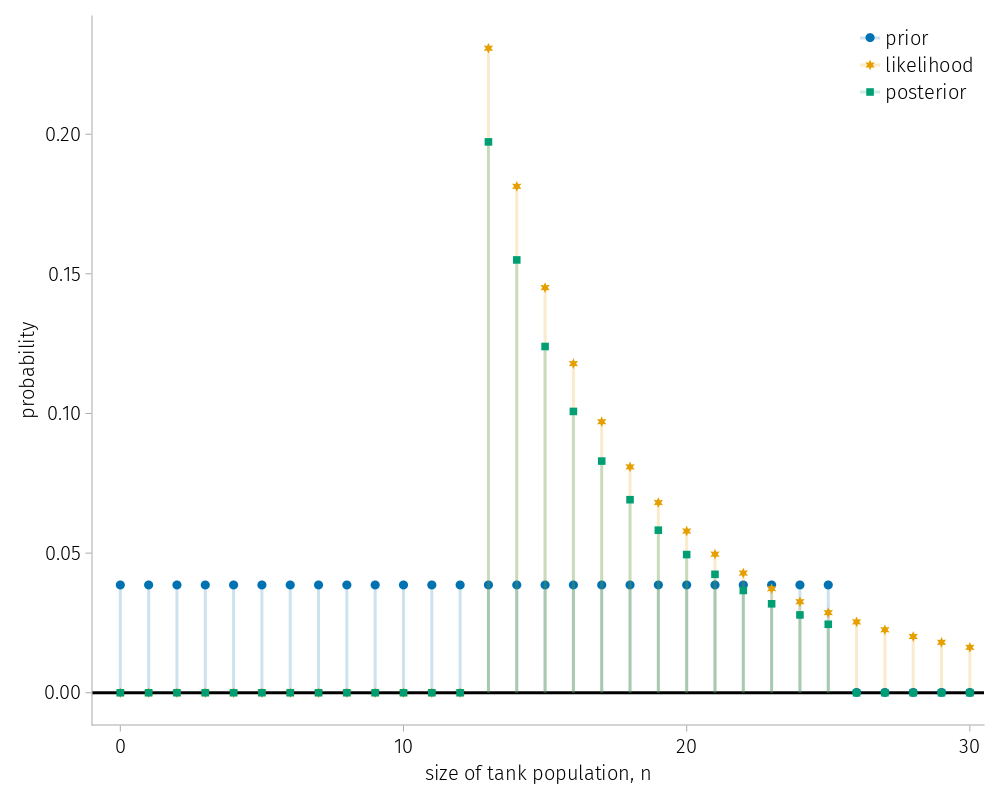 prior
likelihood
posterior
probability
0.20
0.15
0.10
0.05
0.00
0 10 20 30
size of tank population, n